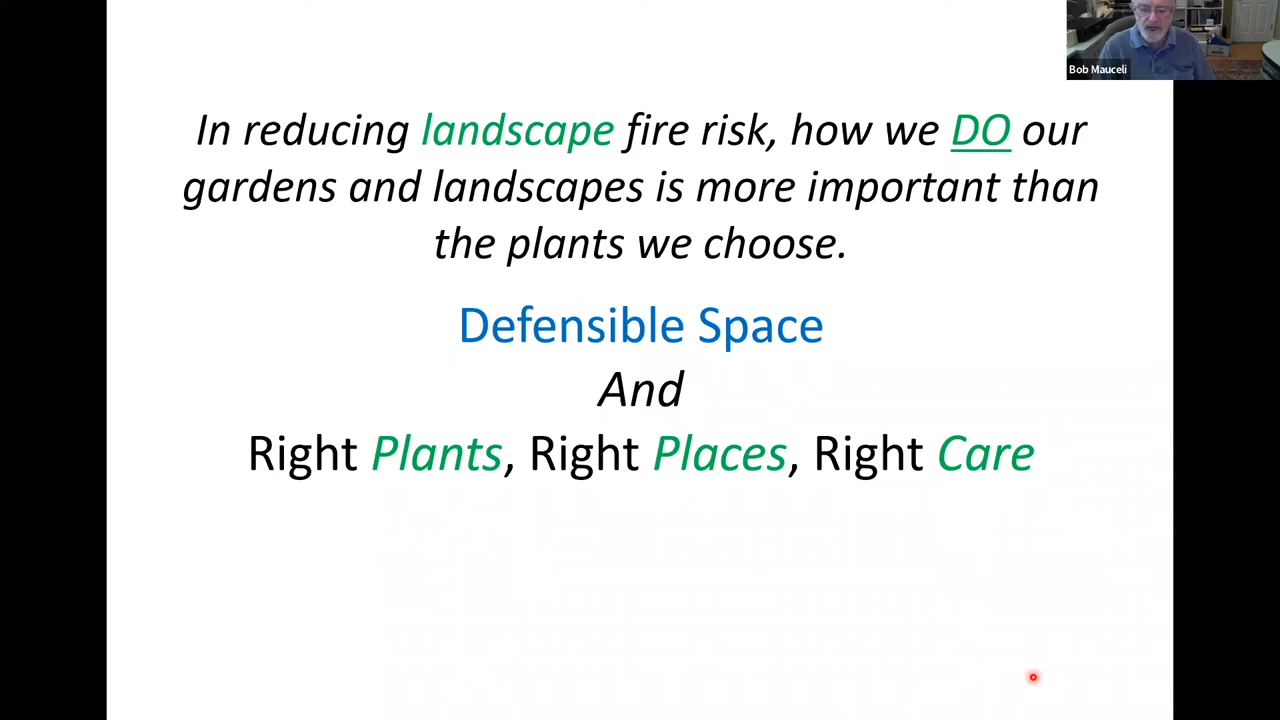 Bob Mauceli
In reducing landscape fire risk, how we DO our
gardens and landscapes is more important than
the plants we choose.
Defensible Space
And
Right Plants, Right Places, Right Care